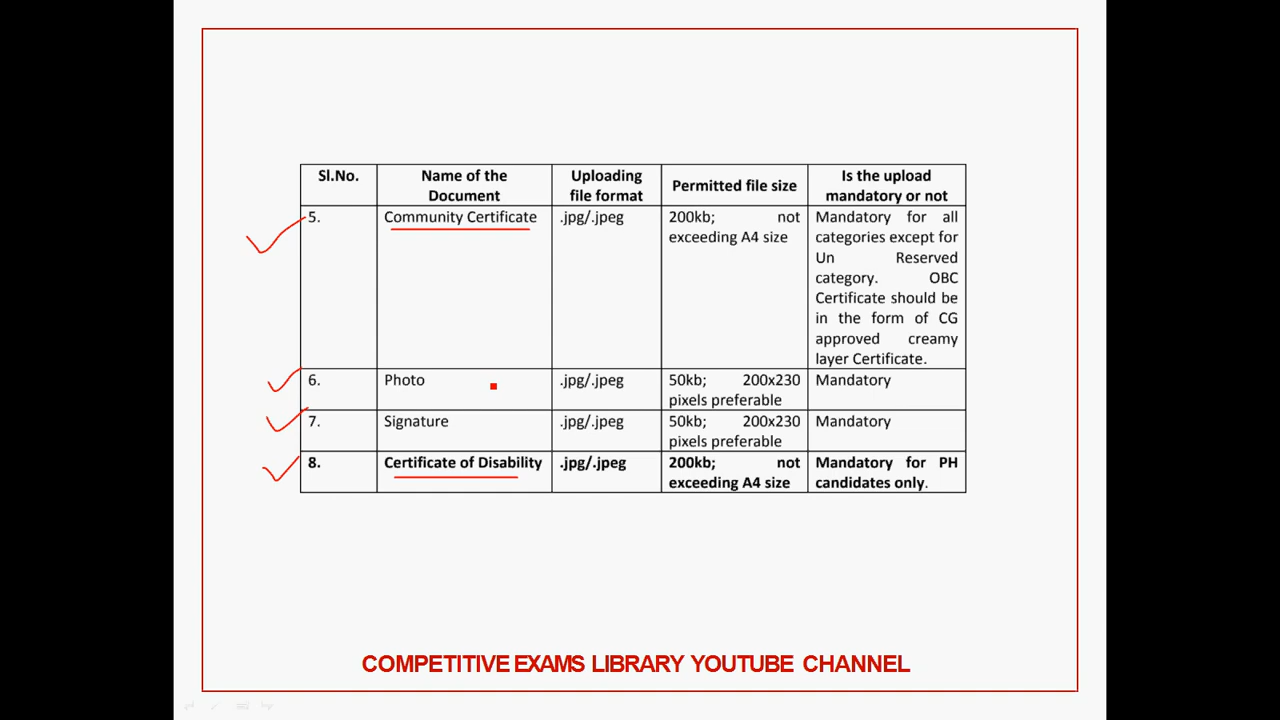 Sl.No. Name of the Document Uploading file format Permitted file size Is the upload mandatory or not
5. Community Certificate .jpg/.jpeg 200kb; not exceeding A4 size Mandatory for all categories except for Un Reserved category. OBC Certificate should be in the form of CG approved creamy layer Certificate.
6. Photo .jpg/.jpeg 50kb; 200x230 pixels preferable Mandatory
7. Signature .jpg/.jpeg 50kb; 200x230 pixels preferable Mandatory
8. Certificate of Disability .jpg/.jpeg 200kb; not exceeding A4 size Mandatory for PH candidates only.
COMPETITIVE EXAMS LIBRARY YOUTUBE CHANNEL